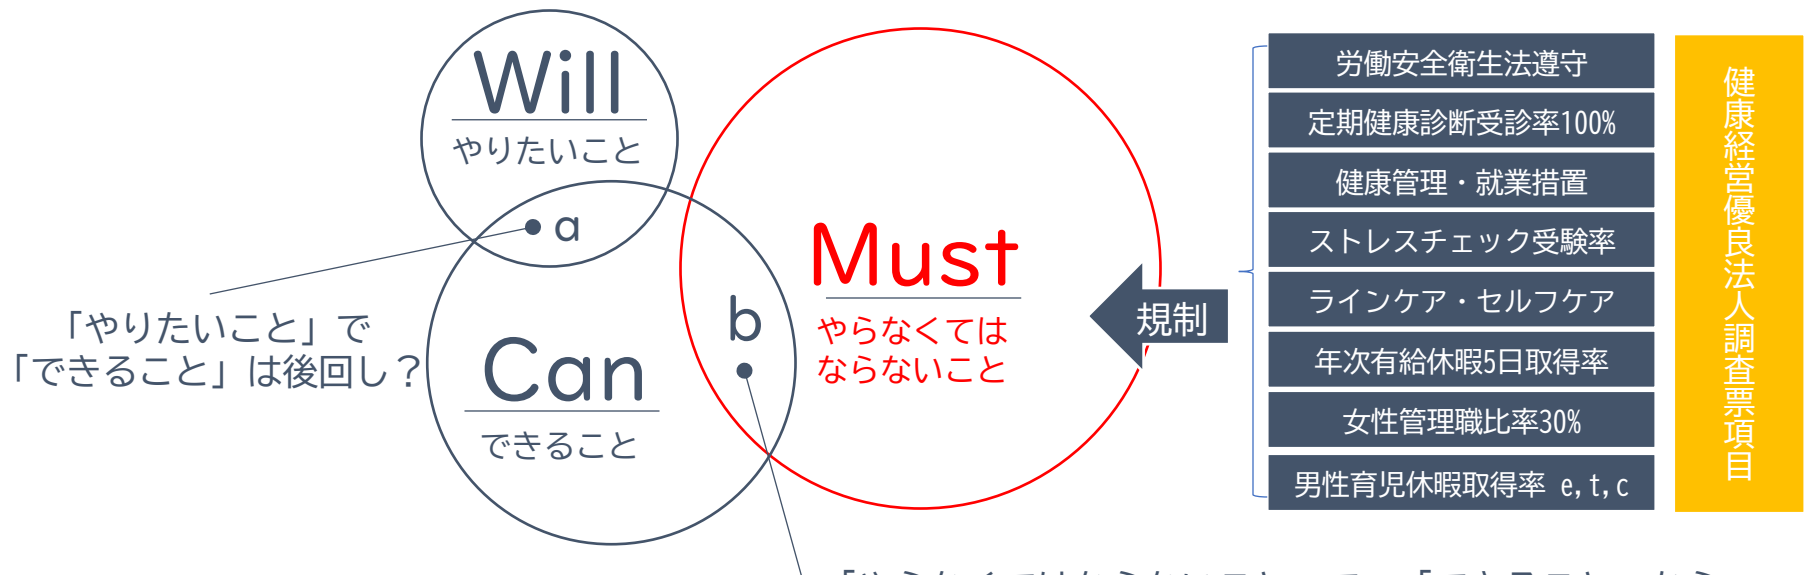 Will
やりたいこと
a
「やりたいこと」で
「できること」は後回し？
Can
できること
b
Must
やらなくては
ならないこと
規制
労働安全衛生法遵守
定期健康診断受診率100%
健康管理・就業措置
ストレスチェック受験率
ラインケア・セルフケア
年次有給休暇5日取得率
女性管理職比率30%
男性育児休暇取得率 e,t,c
健康経営優良法人調査票項目